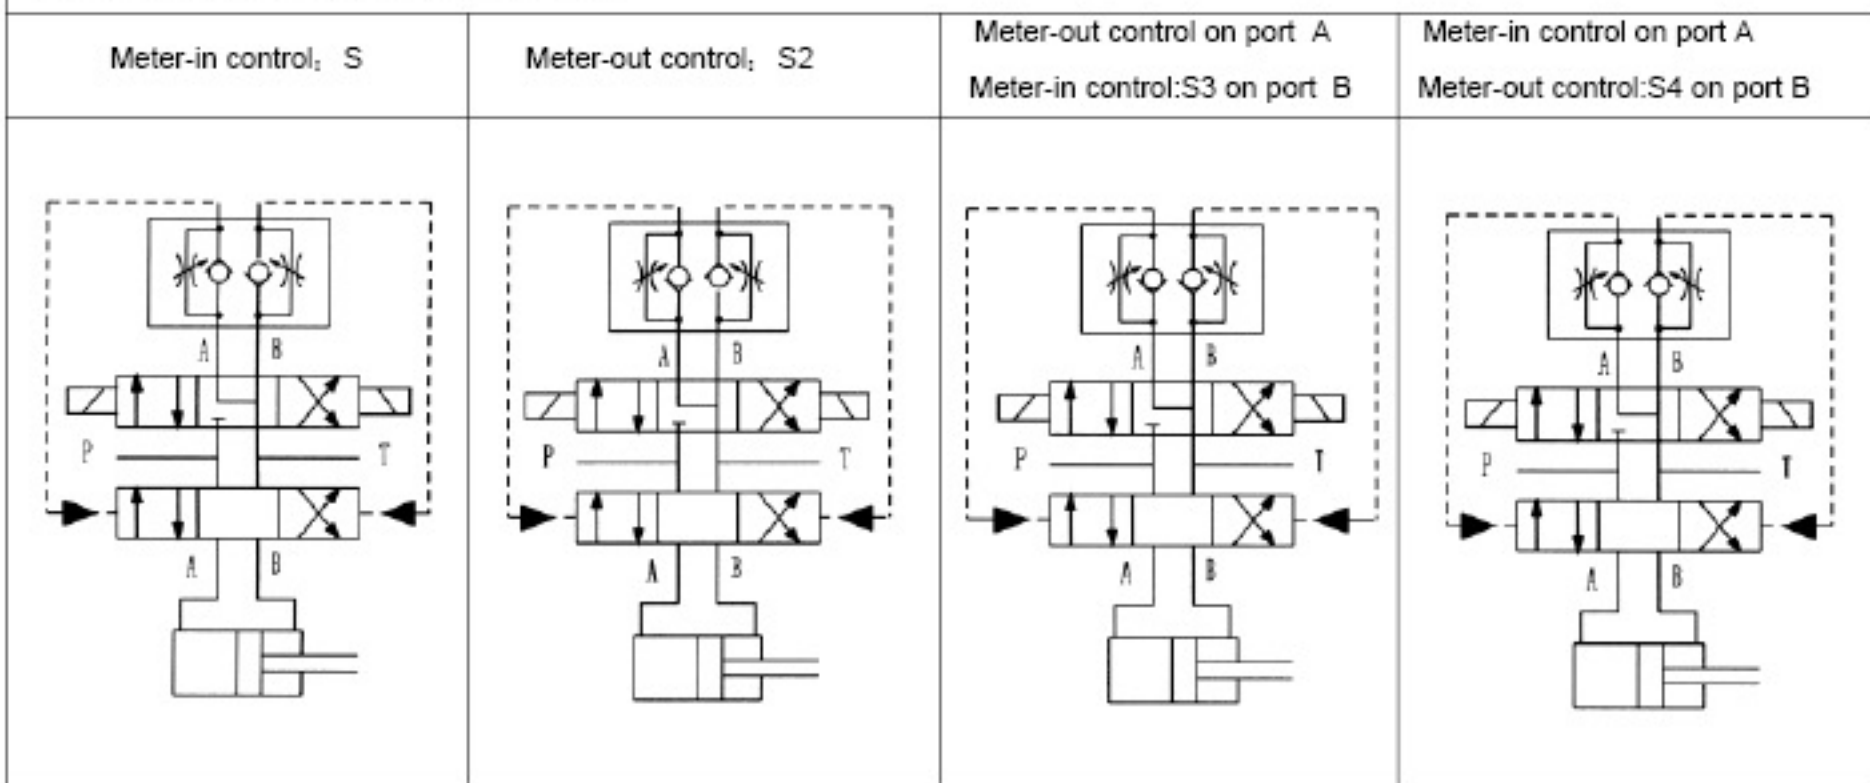 Meter-in control: S
Meter-out control: S2
Meter-out control on port A
Meter-in control:S3 on port B
Meter-in control on port A
Meter-out control:S4 on port B
A B
P T
A B
A B
P T
A B
A B
P T
A B
A B
P T
A B